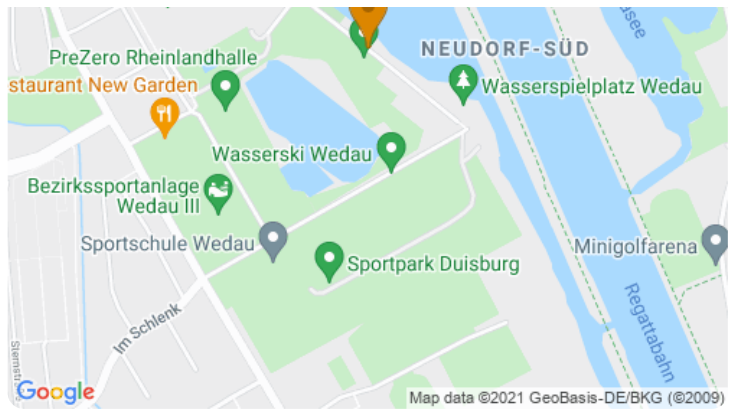 NEUDORF-SÜD
PreZero Rheinlandhalle
staurant New Garden
Wasserspielplatz Wedau
Wasserski Wedau
Bezirkssportanlage
Wedau III
Sportschule Wedau
Minigolfarena
Sportpark Duisburg
Regattabahn
Im Schlenk
Google
Map data ©2021 GeoBasis-DE/BKG (©2009)